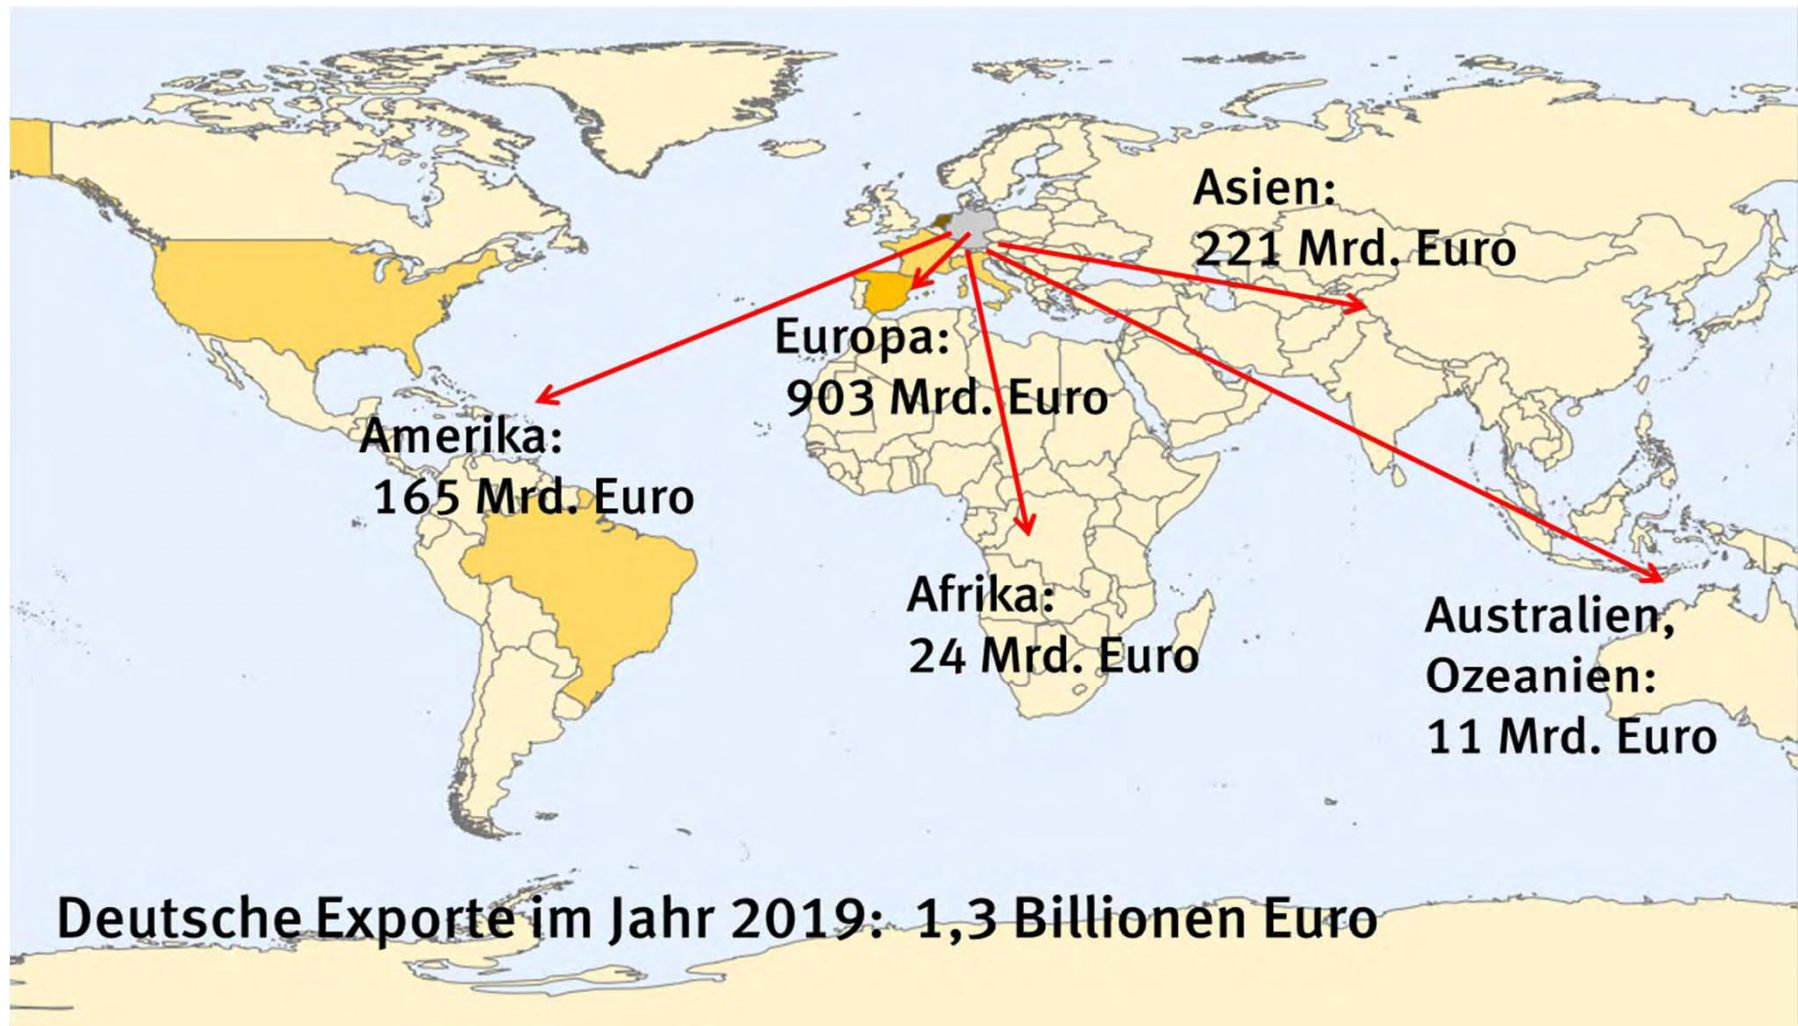 Asien:
221 Mrd. Euro
Europa:
903 Mrd. Euro
Amerika:
165 Mrd. Euro
Afrika:
24 Mrd. Euro
Australien,
Ozeanien:
11 Mrd. Euro
Deutsche Exporte im Jahr 2019: 1,3 Billionen Euro